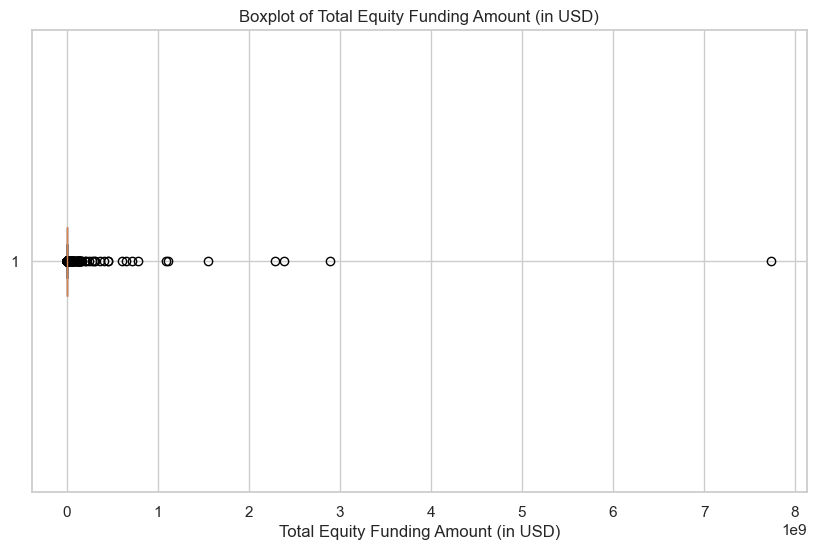 Boxplot of Total Equity Funding Amount (in USD)
1
0 1 2 3 4 5 6 7 8
1e9
Total Equity Funding Amount (in USD)